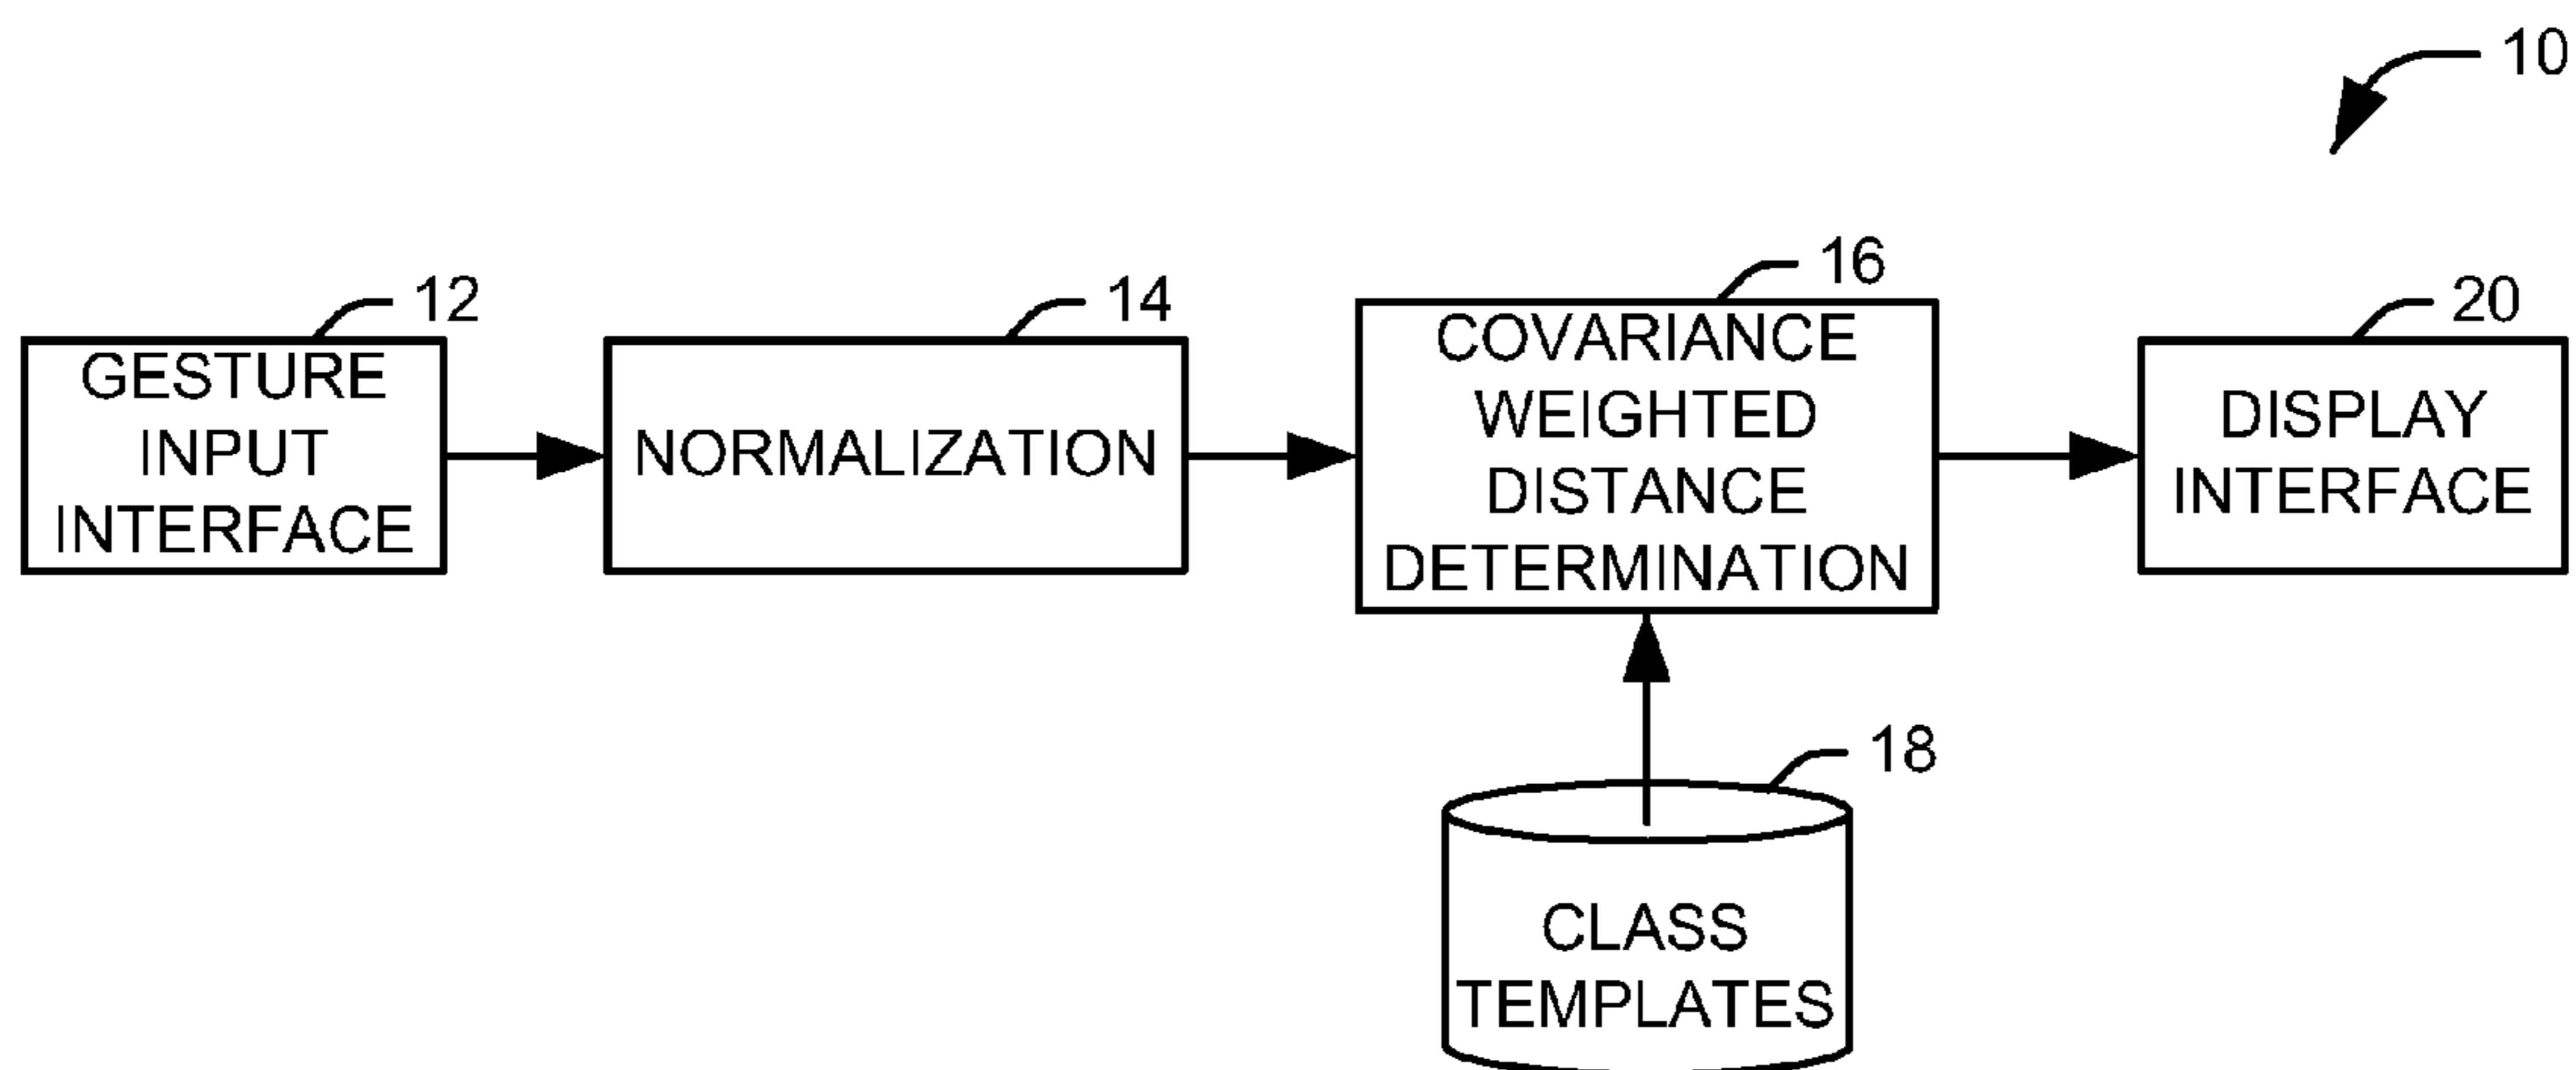 10
12
GESTURE
INPUT
INTERFACE
14
NORMALIZATION
16
COVARIANCE
WEIGHTED
DISTANCE
DETERMINATION
20
DISPLAY
INTERFACE
18
CLASS
TEMPLATES